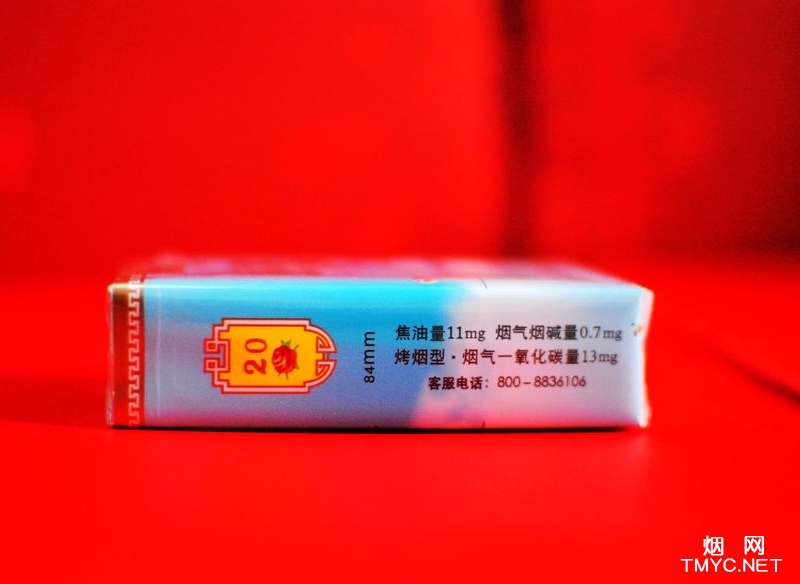 20
84mm
焦油量11mg 烟气烟碱量0.7mg
烤烟型·烟气一氧化碳量13mg
客服电话：800-8836106
烟 网
TMYC.NET